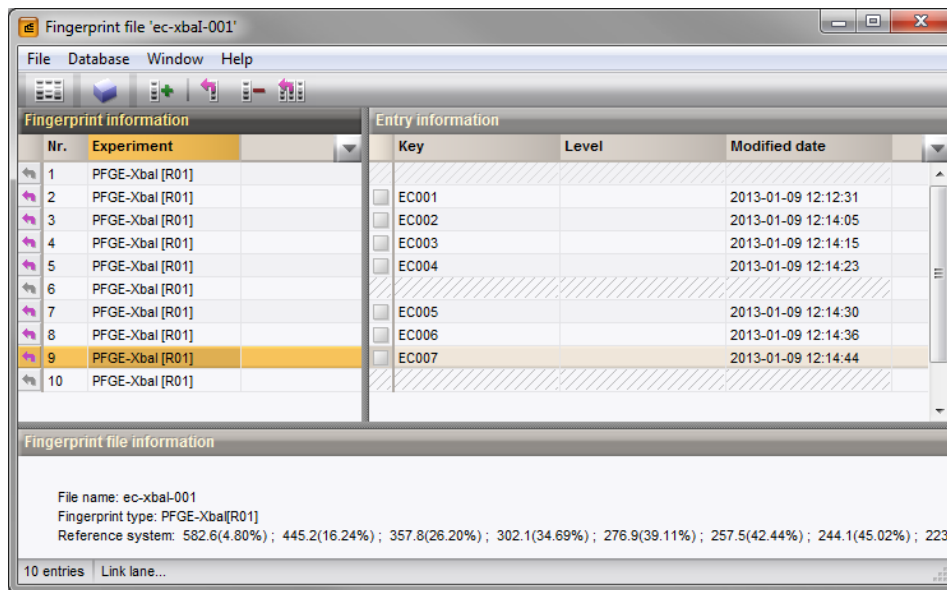 Fingerprint file 'ec-xbaI-001'
File Database Window Help
Fingerprint information
Nr. Experiment
1 PFGE-XbaI [R01]
2 PFGE-XbaI [R01]
3 PFGE-XbaI [R01]
4 PFGE-XbaI [R01]
5 PFGE-XbaI [R01]
6 PFGE-XbaI [R01]
7 PFGE-XbaI [R01]
8 PFGE-XbaI [R01]
9 PFGE-XbaI [R01]
10 PFGE-XbaI [R01]
Entry information
Key Level Modified date
EC001 2013-01-09 12:12:31
EC002 2013-01-09 12:14:05
EC003 2013-01-09 12:14:15
EC004 2013-01-09 12:14:23
EC005 2013-01-09 12:14:30
EC006 2013-01-09 12:14:36
EC007 2013-01-09 12:14:44
Fingerprint file information
File name: ec-xbaI-001
Fingerprint type: PFGE-XbaI[R01]
Reference system: 582.6(4.80%) ; 445.2(16.24%) ; 357.8(26.20%) ; 302.1(34.69%) ; 276.9(39.11%) ; 257.5(42.44%) ; 244.1(45.02%) ; 223
10 entries Link lane...